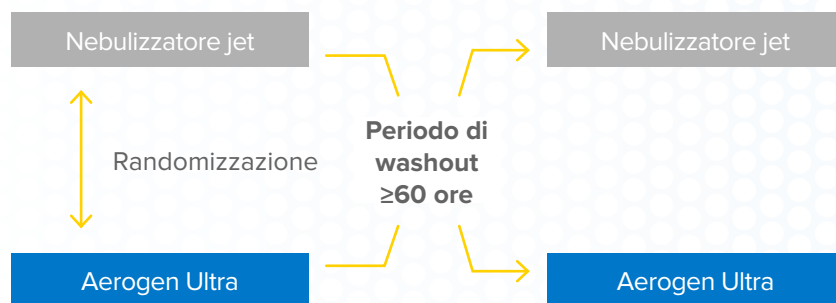 Nebulizzatore jet
Nebulizzatore jet
Randomizzazione
Periodo di
washout
≥60 ore
Aerogen Ultra
Aerogen Ultra